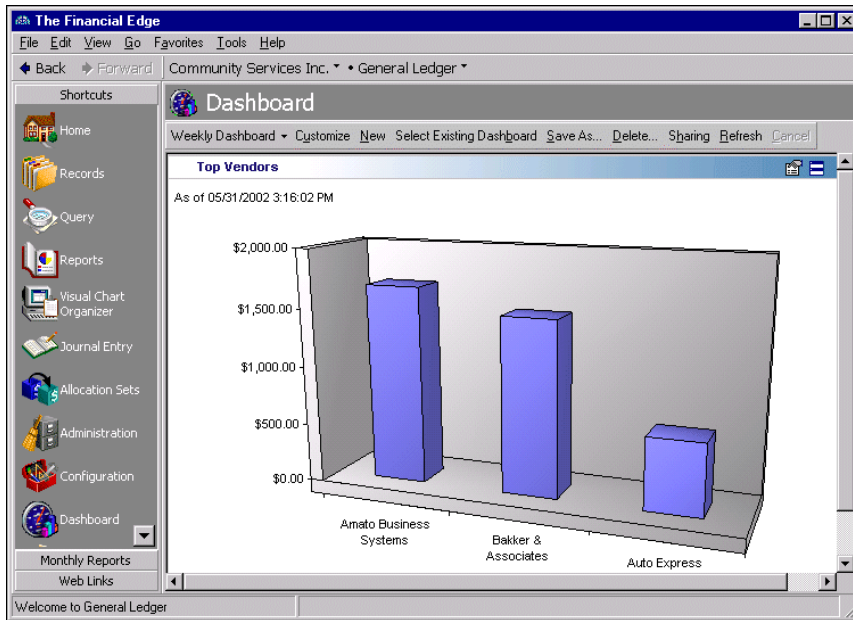 The Financial Edge
File Edit View Go Favorites Tools Help
Back Forward Community Services Inc. • General Ledger
Shortcuts
Home
Records
Query
Reports
Visual Chart
Organizer
Journal Entry
Allocation Sets
Administration
Configuration
Dashboard
Monthly Reports
Web Links
Dashboard
Weekly Dashboard Customize New Select Existing Dashboard Save As... Delete... Sharing Refresh Cancel
Top Vendors
As of 05/31/2002 3:16:02 PM
$2,000.00
$1,500.00
$1,000.00
$500.00
$0.00
Amato Business
Systems
Bakker &
Associates
Auto Express
Welcome to General Ledger